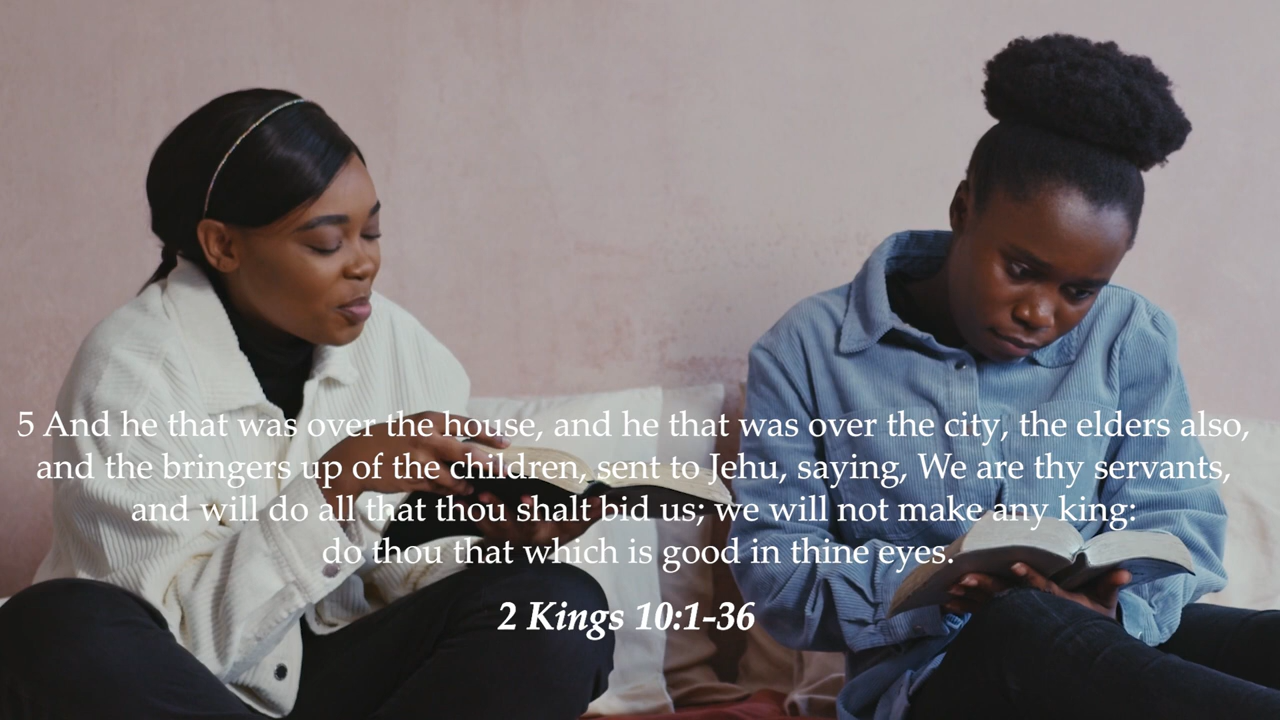 5 And he that was over the house, and he that was over the city, the elders also,
and the bringers up of the children, sent to Jehu, saying, We are thy servants,
and will do all that thou shalt bid us; we will not make any king:
do thou that which is good in thine eyes.
2 Kings 10:1-36